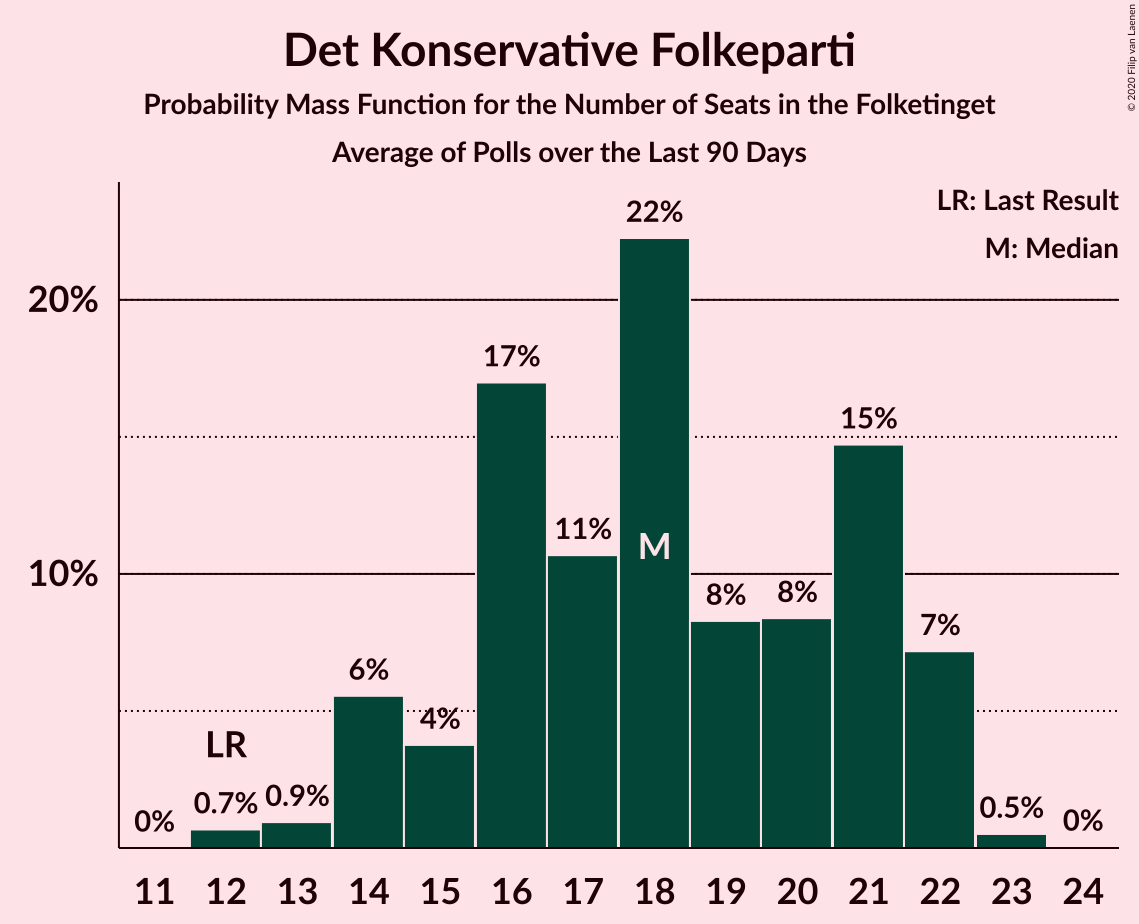 Det Konservative Folkeparti
Probability Mass Function for the Number of Seats in the Folketinget
Average of Polls over the Last 90 Days
© 2020 Filip van Laenen
LR: Last Result
M: Median
22%
20%
17%
15%
11%
M
10%
8%
8%
7%
6%
4%
LR
0%
0.7%
0.9%
0.5%
0%
11 12 13 14 15 16 17 18 19 20 21 22 23 24